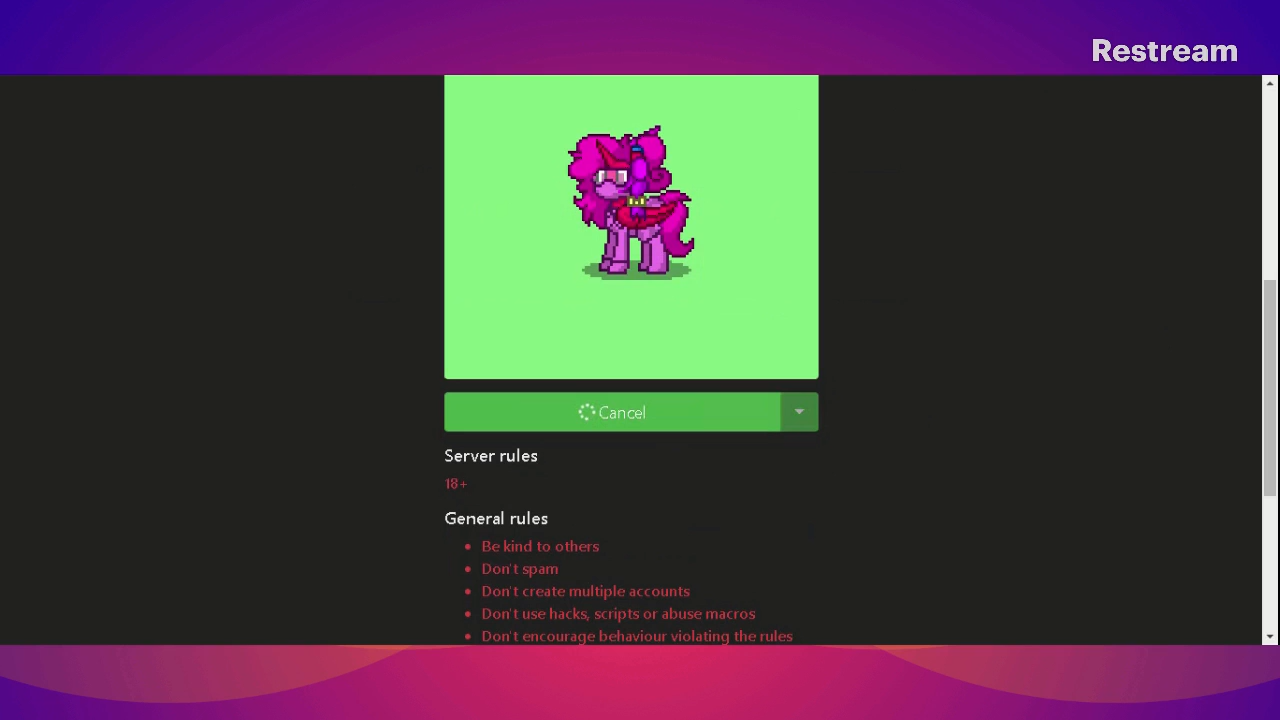 Restream
Cancel
Server rules
18+
General rules
Be kind to others
Don't spam
Don't create multiple accounts
Don't use hacks, scripts or abuse macros
Don't encourage behaviour violating the rules